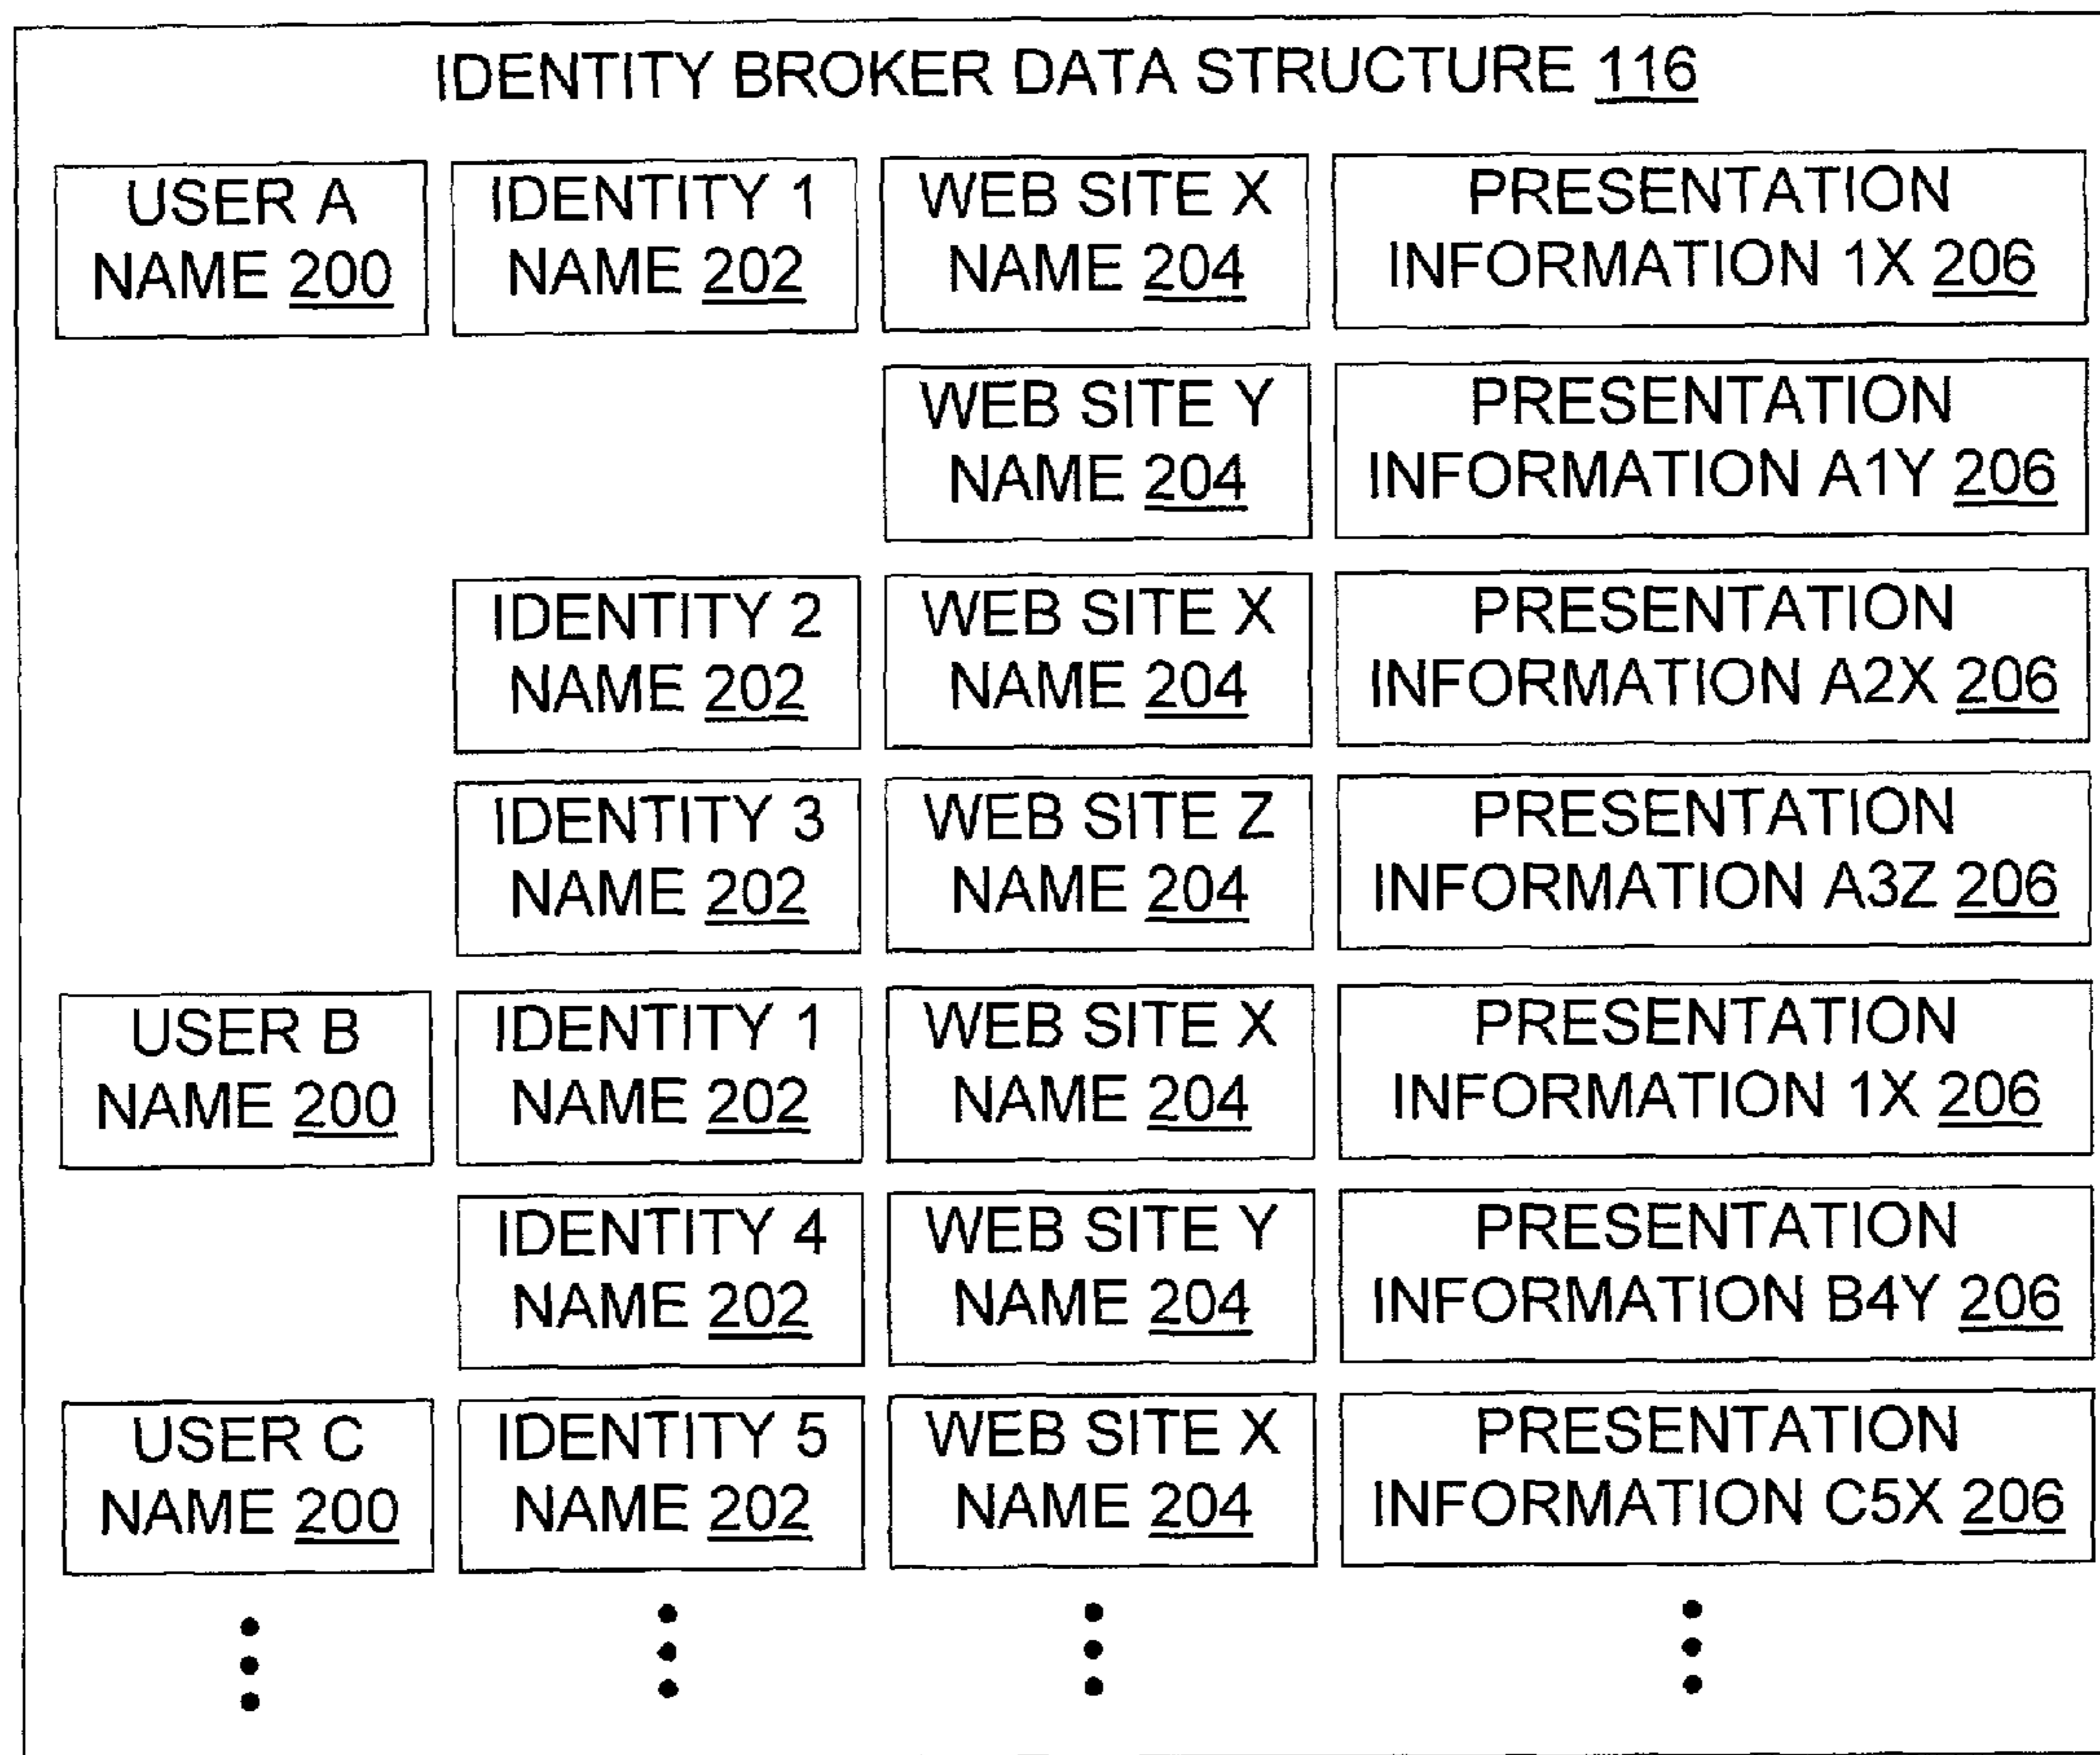 IDENTITY BROKER DATA STRUCTURE 116
USER A
NAME 200
IDENTITY 1
NAME 202
WEB SITE X
NAME 204
PRESENTATION
INFORMATION 1X 206
WEB SITE Y
NAME 204
PRESENTATION
INFORMATION A1Y 206
IDENTITY 2
NAME 202
WEB SITE X
NAME 204
PRESENTATION
INFORMATION A2X 206
IDENTITY 3
NAME 202
WEB SITE Z
NAME 204
PRESENTATION
INFORMATION A3Z 206
USER B
NAME 200
IDENTITY 1
NAME 202
WEB SITE X
NAME 204
PRESENTATION
INFORMATION 1X 206
IDENTITY 4
NAME 202
WEB SITE Y
NAME 204
PRESENTATION
INFORMATION B4Y 206
USER C
NAME 200
IDENTITY 5
NAME 202
WEB SITE X
NAME 204
PRESENTATION
INFORMATION C5X 206